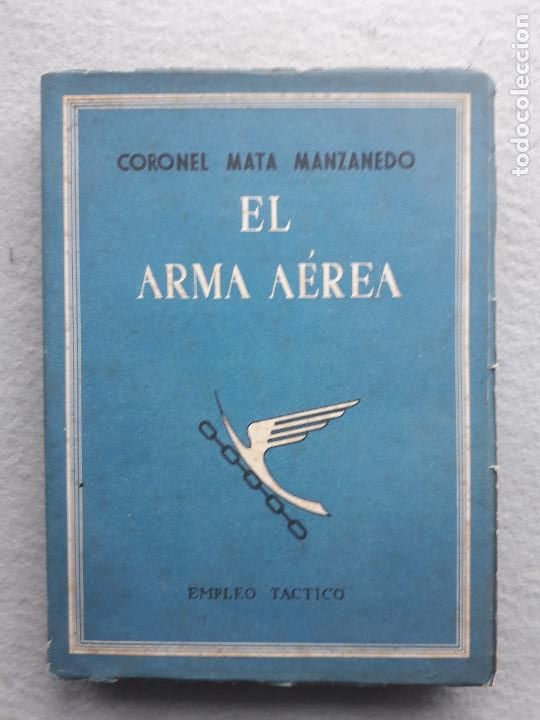 CORONEL MATA MANZANEDO
EL
ARMA AÉREA
EMPLEO TACTICO
todocoleccion